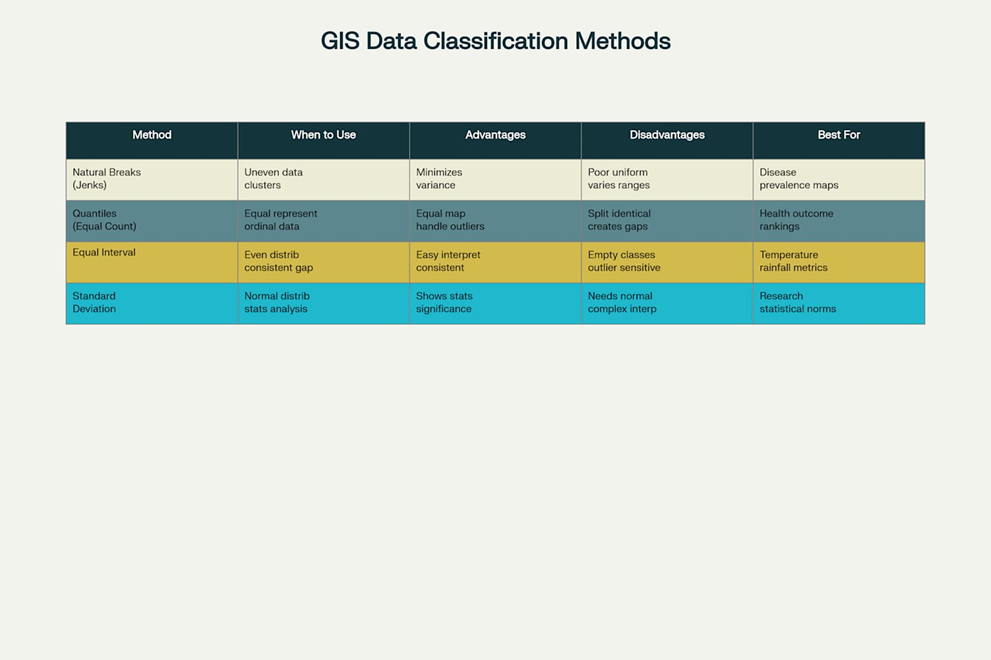 GIS Data Classification Methods
Method When to Use Advantages Disadvantages Best For
Natural Breaks Uneven data Minimizes Poor uniform Disease
(Jenks) clusters variance varies ranges prevalence maps
Quantiles Equal represent Equal map Split identical Health outcome
(Equal Count) ordinal data handle outliers creates gaps rankings
Equal Interval Even distrib Easy interpret Empty classes Temperature
consistent gap consistent outlier sensitive rainfall metrics
Standard Normal distrib Shows stats Needs normal Research
Deviation stats analysis significance complex interp statistical norms